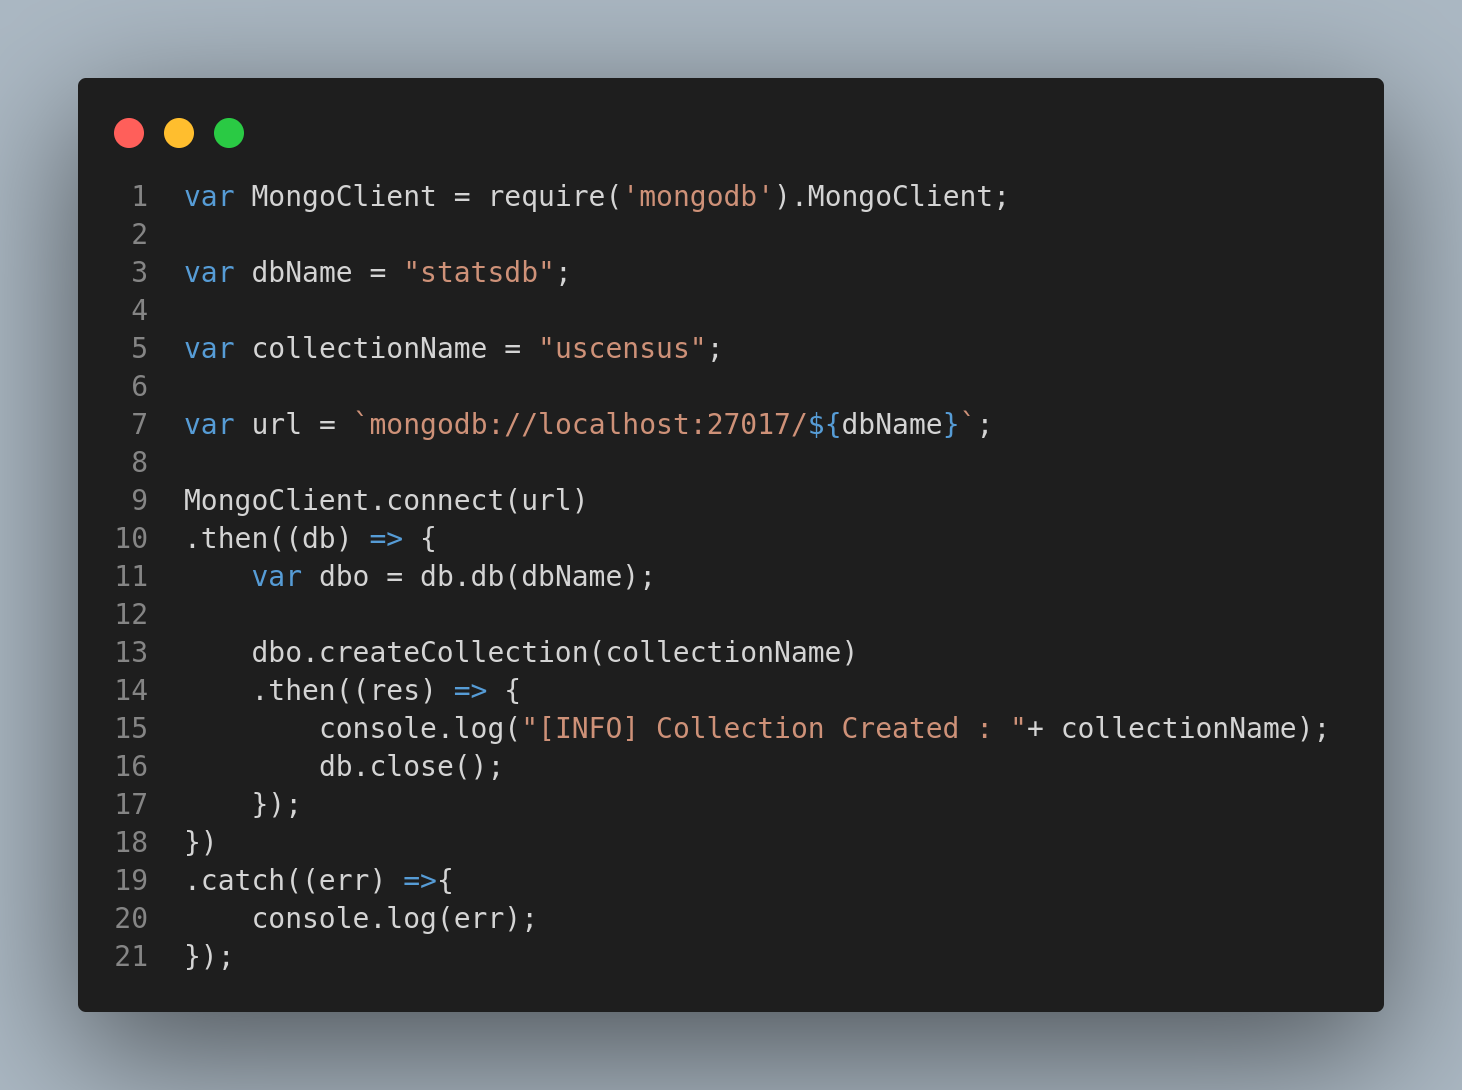 1 var MongoClient = require('mongodb').MongoClient;
2
3 var dbName = "statsdb";
4
5 var collectionName = "uscensus";
6
7 var url = `mongodb://localhost:27017/${dbName}`;
8
9 MongoClient.connect(url)
10 .then((db) => {
11     var dbo = db.db(dbName);
12
13     dbo.createCollection(collectionName)
14     .then((res) => {
15         console.log("[INFO] Collection Created : "+ collectionName);
16         db.close();
17     });
18 })
19 .catch((err) =>{
20     console.log(err);
21 });